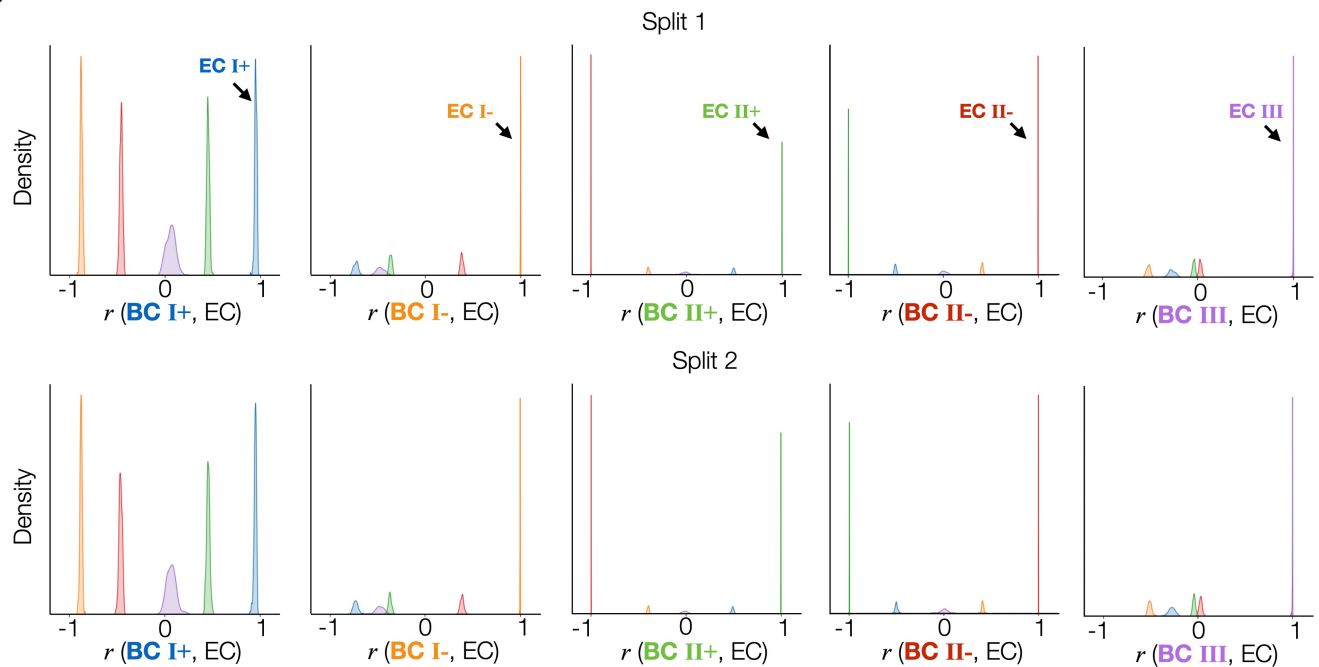 Split 1
Density
EC I+
EC I-
EC II+
EC II-
EC III
-1 0 1
-1 0 1
-1 0 1
-1 0 1
-1 0 1
r (BC I+, EC)
r (BC I-, EC)
r (BC II+, EC)
r (BC II-, EC)
r (BC III, EC)
Split 2
Density
-1 0 1
-1 0 1
-1 0 1
-1 0 1
-1 0 1
r (BC I+, EC)
r (BC I-, EC)
r (BC II+, EC)
r (BC II-, EC)
r (BC III, EC)